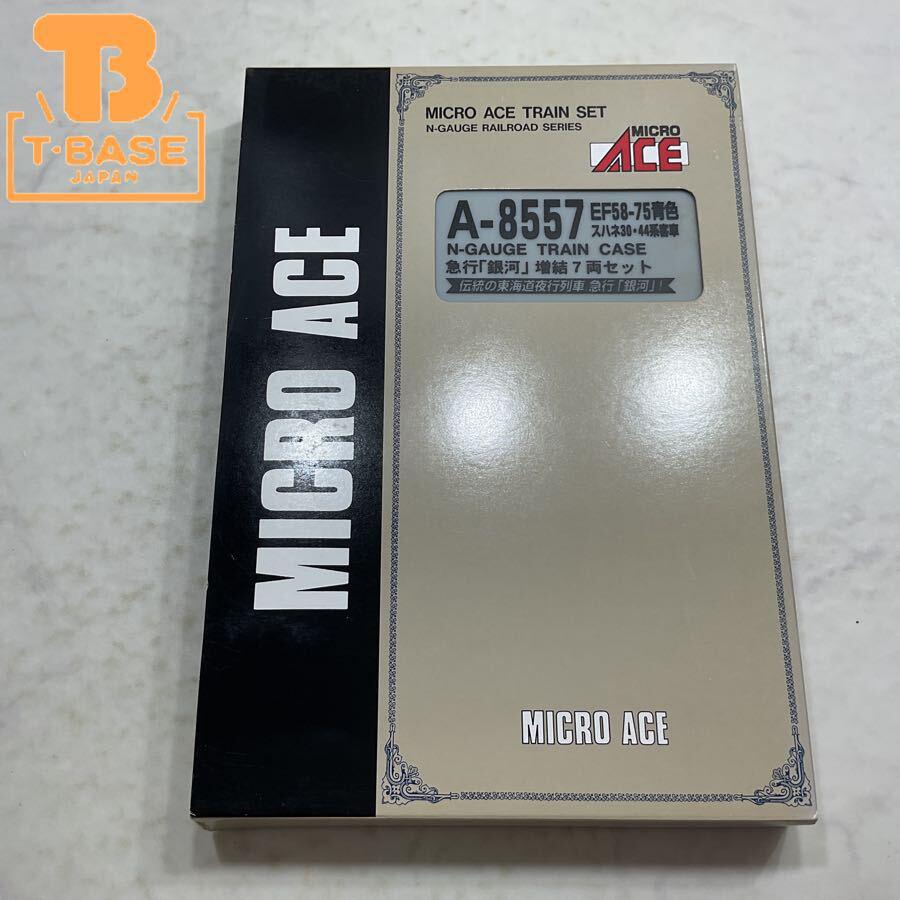 B
T·BASE
JAPAN
MICRO ACE TRAIN SET
N-GAUGE RAILROAD SERIES
MICRO
ACE
A-8557 EF58-75青色
スハネ30・44系客車
N-GAUGE TRAIN CASE
急行「銀河」増結7両セット
伝統の東海道夜行列車 急行「銀河」!
MICRO ACE
MICRO ACE